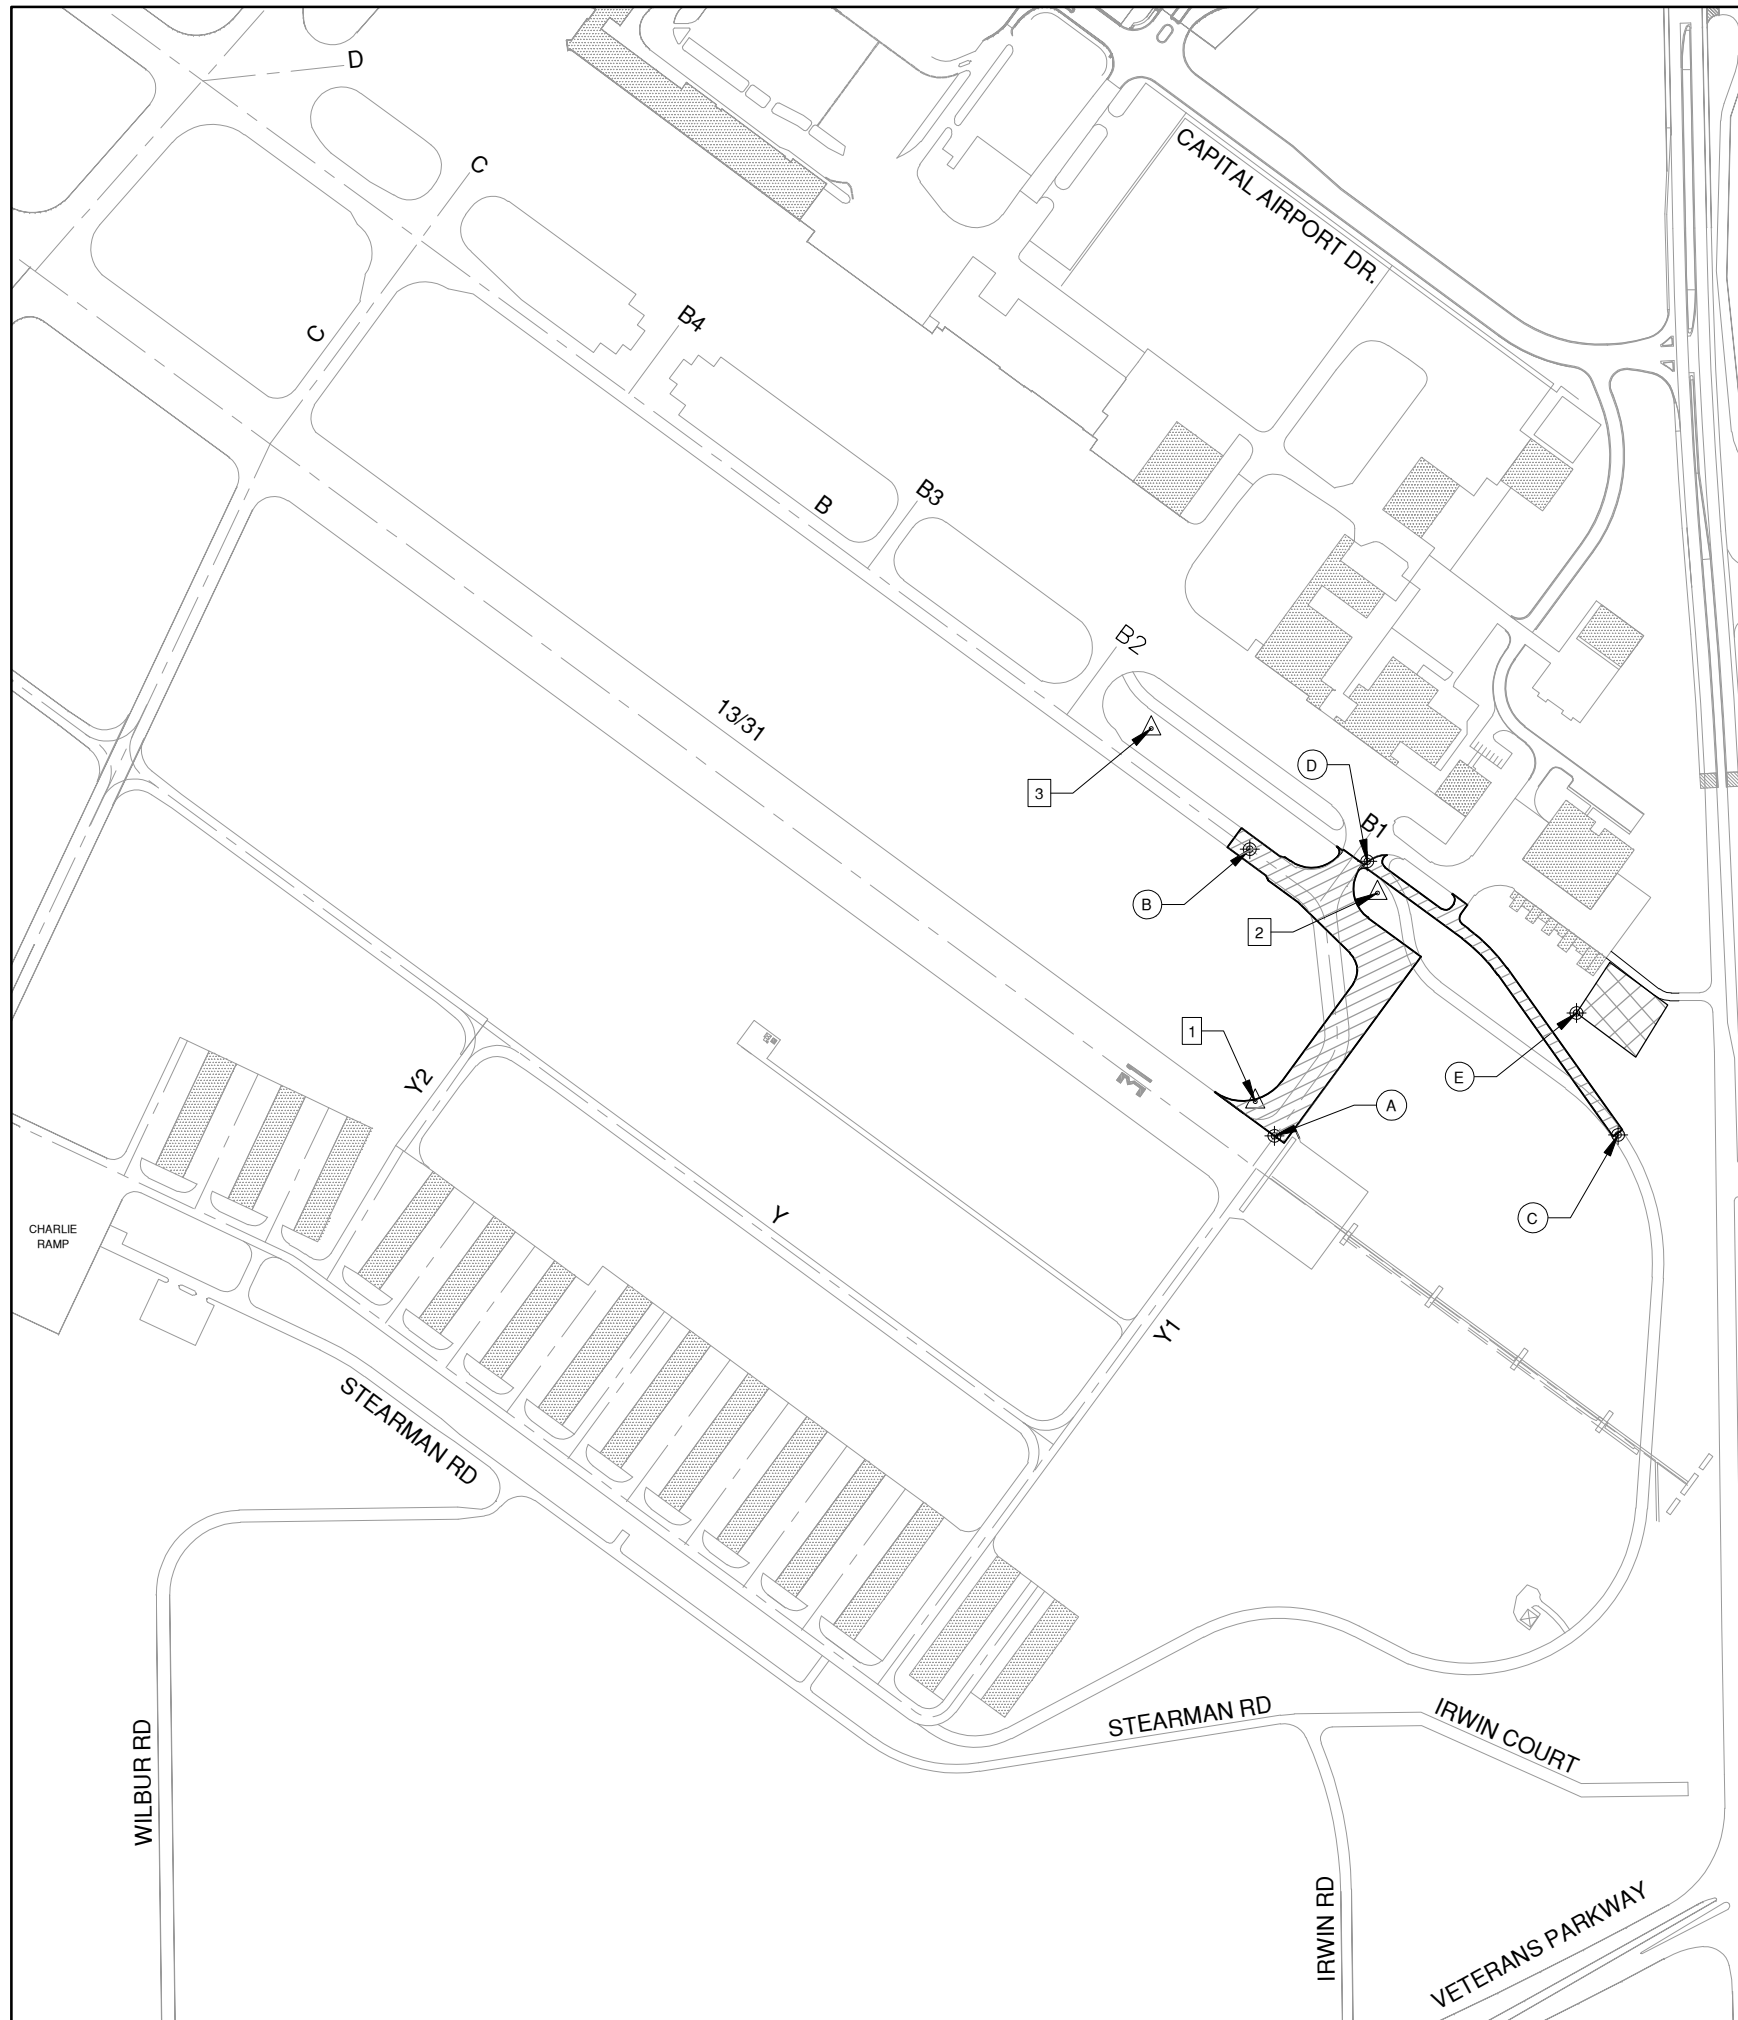 D
C
CAPITAL AIRPORT DR.
C
B4
B
B3
B2
13/31
D
3
B1
B
2
1
E
A
Y2
C
Y
CHARLIE
RAMP
Y1
STEARMAN RD
STEARMAN RD
IRWIN COURT
WILBUR RD
IRWIN RD
VETERANS PARKWAY